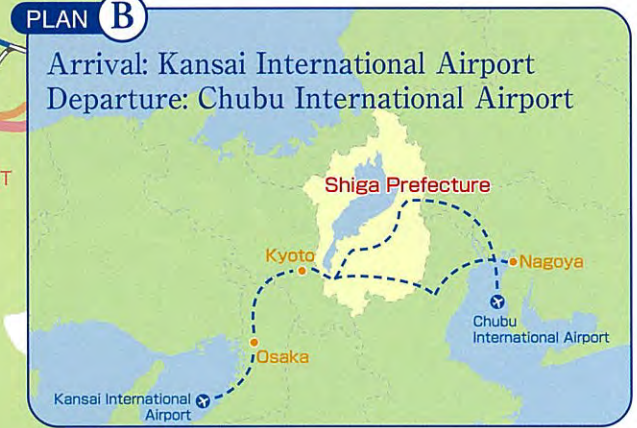 PLAN B
Arrival: Kansai International Airport
Departure: Chubu International Airport
Shiga Prefecture
Kyoto
Nagoya
Chubu
International Airport
Osaka
Kansai International
Airport
T